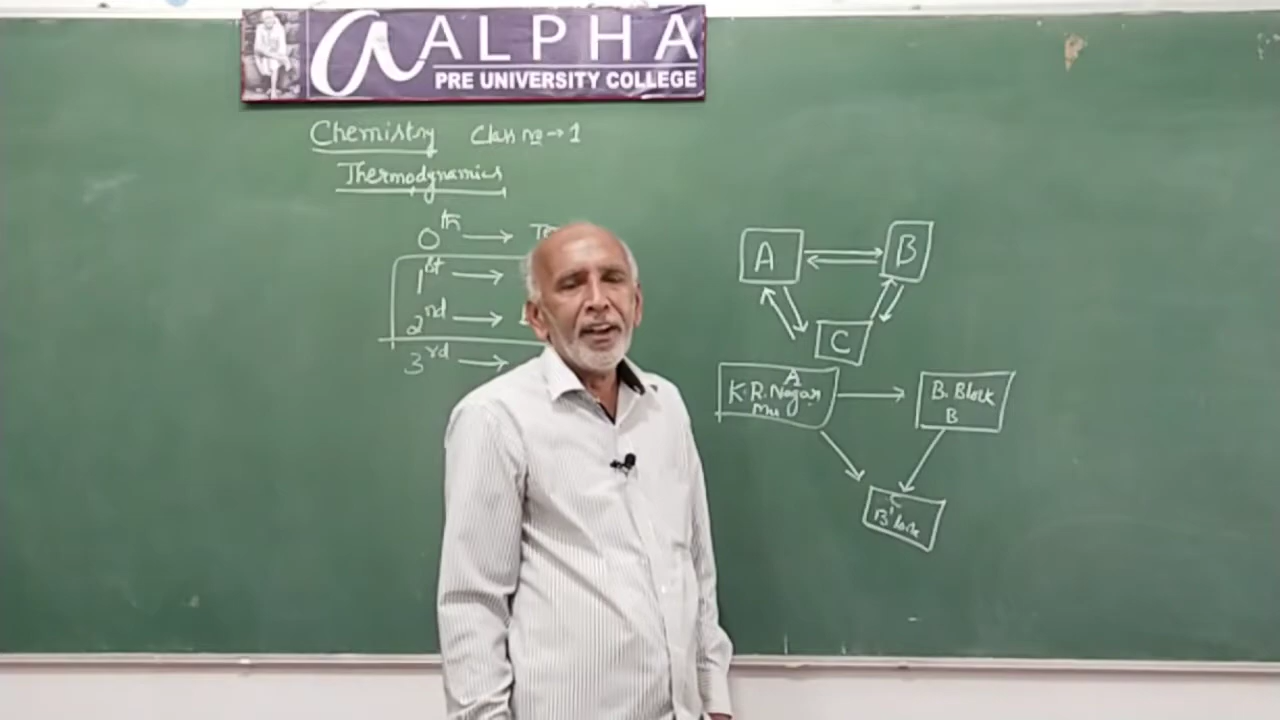 a ALPHA
PRE UNIVERSITY COLLEGE
Chemistry Class no → 1
Thermodynamics
0th →
1st →
2nd →
3rd →
A B
C
A
K.R.Nagar
B. Block
B
C